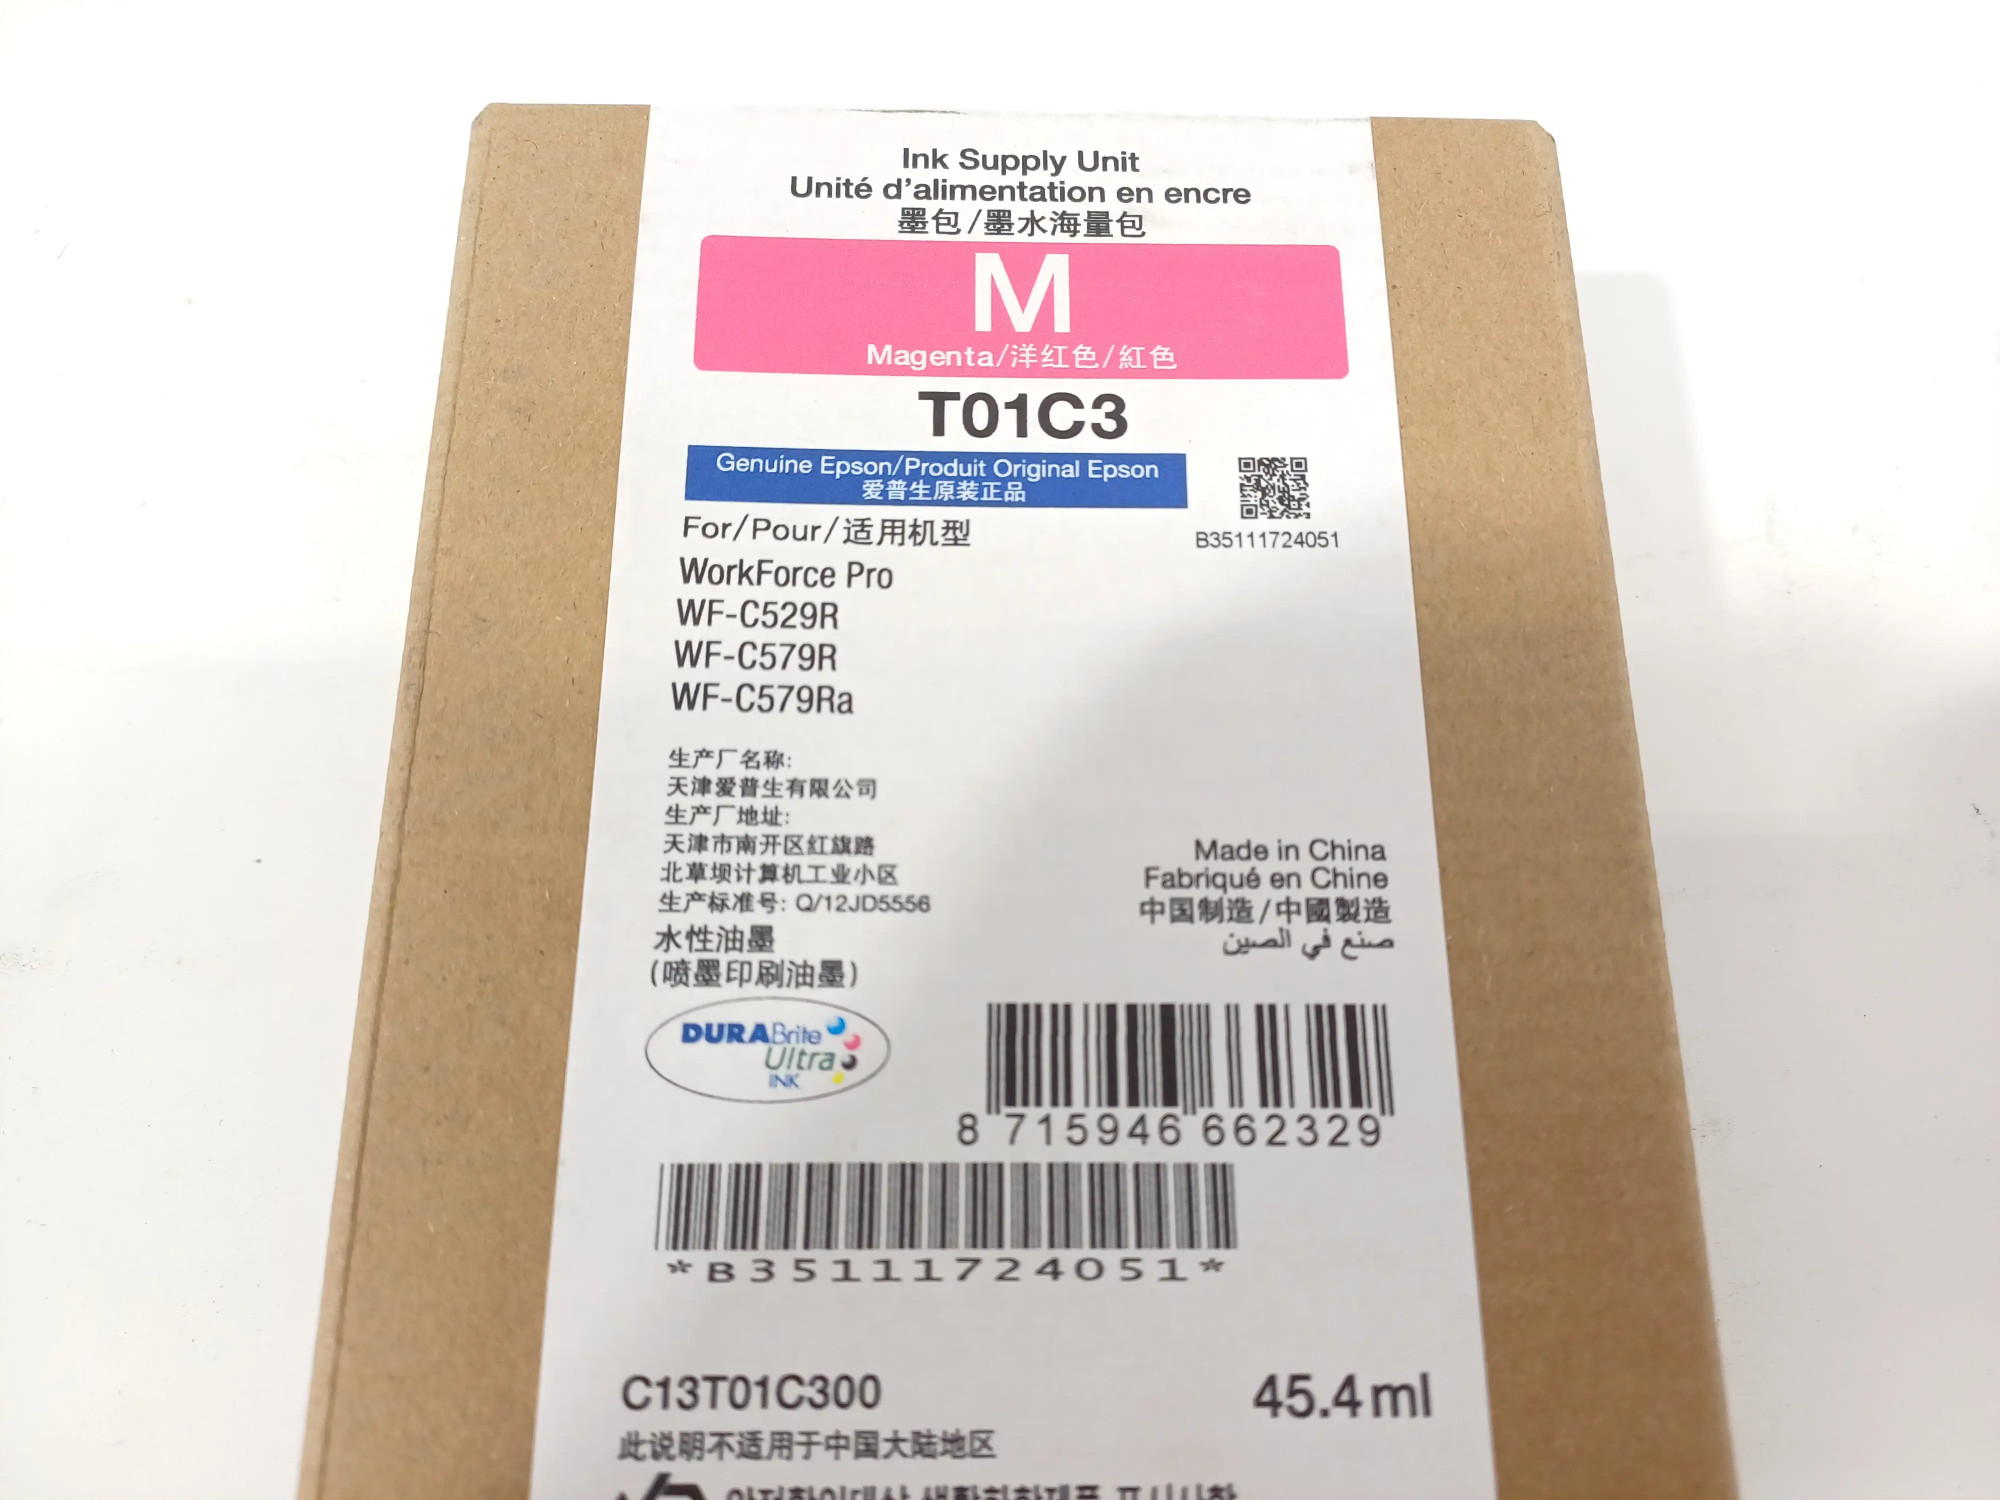 Ink Supply Unit
Unité d'alimentation en encre
墨包/墨水海量包
M
Magenta/洋红色/紅色
T01C3
Genuine Epson/Produit Original Epson
爱普生原装正品
B35111724051
For/Pour/适用机型
WorkForce Pro
WF-C529R
WF-C579R
WF-C579Ra
生产厂名称:
天津爱普生有限公司
生产厂地址:
天津市南开区红旗路
北草坝计算机工业小区
生产标准号: Q/12JD5556
水性油墨
(喷墨印刷油墨)
Made in China
Fabriqué en Chine
中国制造/中國製造
صنع في الصين
DURABrite
Ultra
INK
8 715946 662329
*B35111724051*
C13T01C300
45.4ml
此说明不适用于中国大陆地区